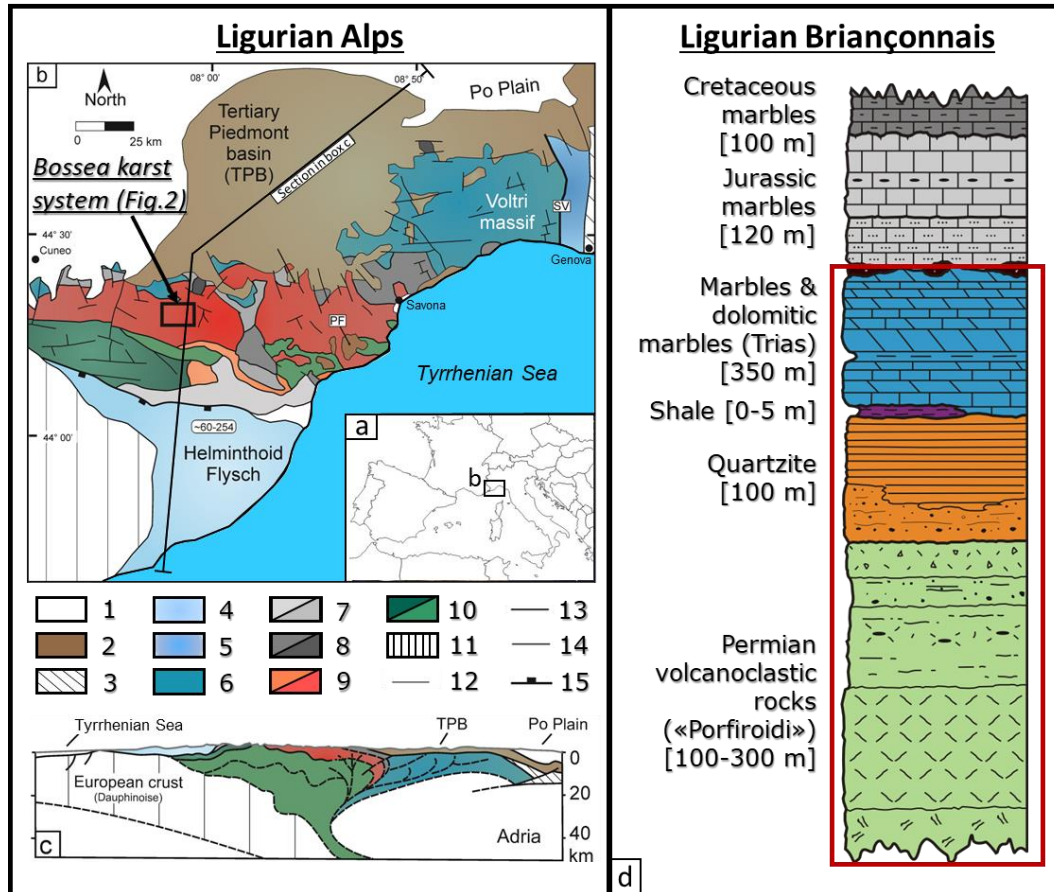 Ligurian Alps
b
08° 00'
08° 50'
North
0 25 km
Tertiary
Piedmont
basin
(TPB)
Po Plain
Section in box c
Bossea karst
system (Fig.2)
Voltri
massif
SV
44° 30'
Cuneo
Genova
Savona
PF
Tyrrhenian Sea
44° 00'
~60-254
Helminthoid
Flysch
a
b
1 4 7 10 13
2 5 8 11 14
3 6 9 12 15
Tyrrhenian Sea
TPB
Po Plain
European crust
(Dauphinoise)
Adria
0
20
40
km
c
Ligurian Briançonnais
Cretaceous
marbles
[100 m]
Jurassic
marbles
[120 m]
Marbles &
dolomitic
marbles (Trias)
[350 m]
Shale [0-5 m]
Quartzite
[100 m]
Permian
volcanoclastic
rocks
(«Porfiroidi»)
[100-300 m]
d